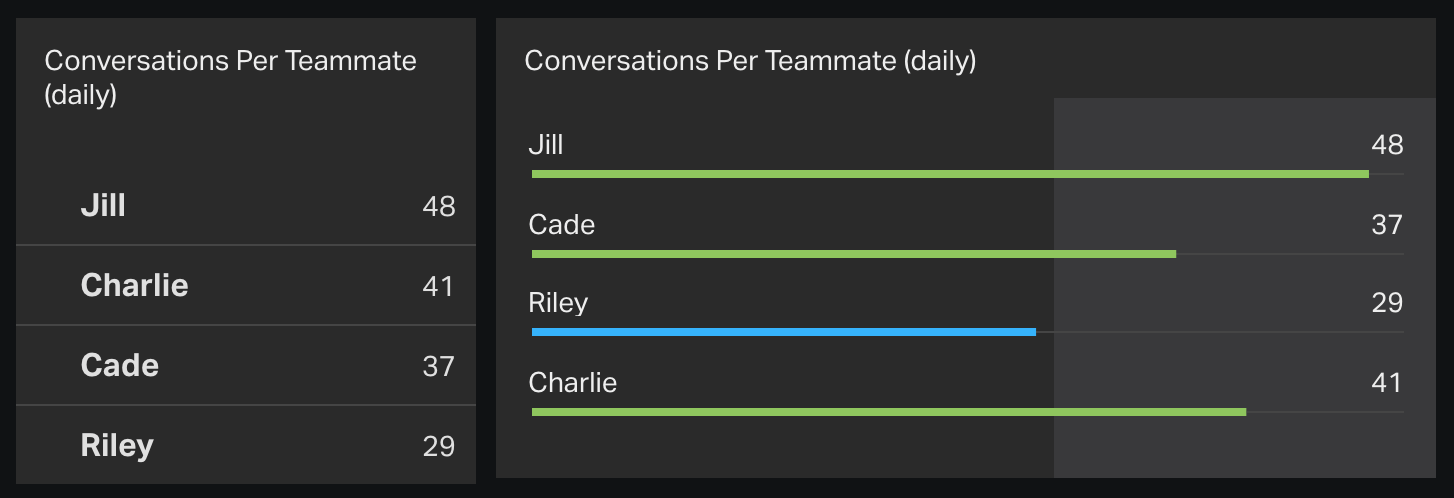 Conversations Per Teammate
(daily)
Jill 48
Charlie 41
Cade 37
Riley 29
Conversations Per Teammate (daily)
Jill 48
Cade 37
Riley 29
Charlie 41